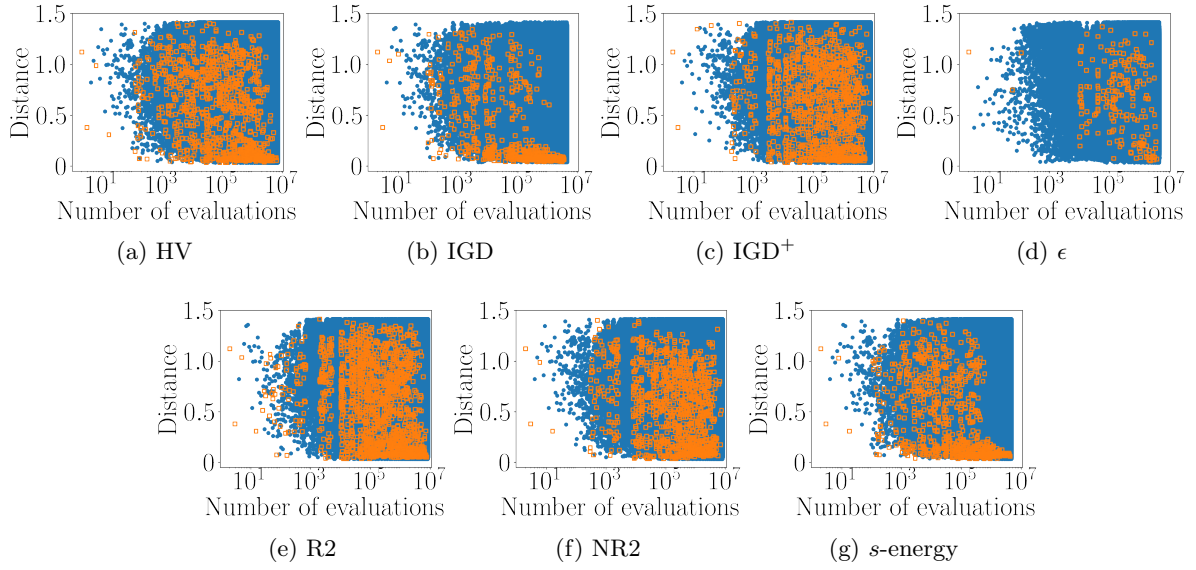 1.5
1.0
0.5
0
Distance
10^1 10^3 10^5 10^7
Number of evaluations
(a) HV
1.5
1.0
0.5
0
Distance
10^1 10^3 10^5 10^7
Number of evaluations
(b) IGD
1.5
1.0
0.5
0
Distance
10^1 10^3 10^5 10^7
Number of evaluations
(c) IGD^+
1.5
1.0
0.5
0
Distance
10^1 10^3 10^5 10^7
Number of evaluations
(d) ϵ
1.5
1.0
0.5
0
Distance
10^1 10^3 10^5 10^7
Number of evaluations
(e) R2
1.5
1.0
0.5
0
Distance
10^1 10^3 10^5 10^7
Number of evaluations
(f) NR2
1.5
1.0
0.5
0
Distance
10^1 10^3 10^5 10^7
Number of evaluations
(g) s-energy